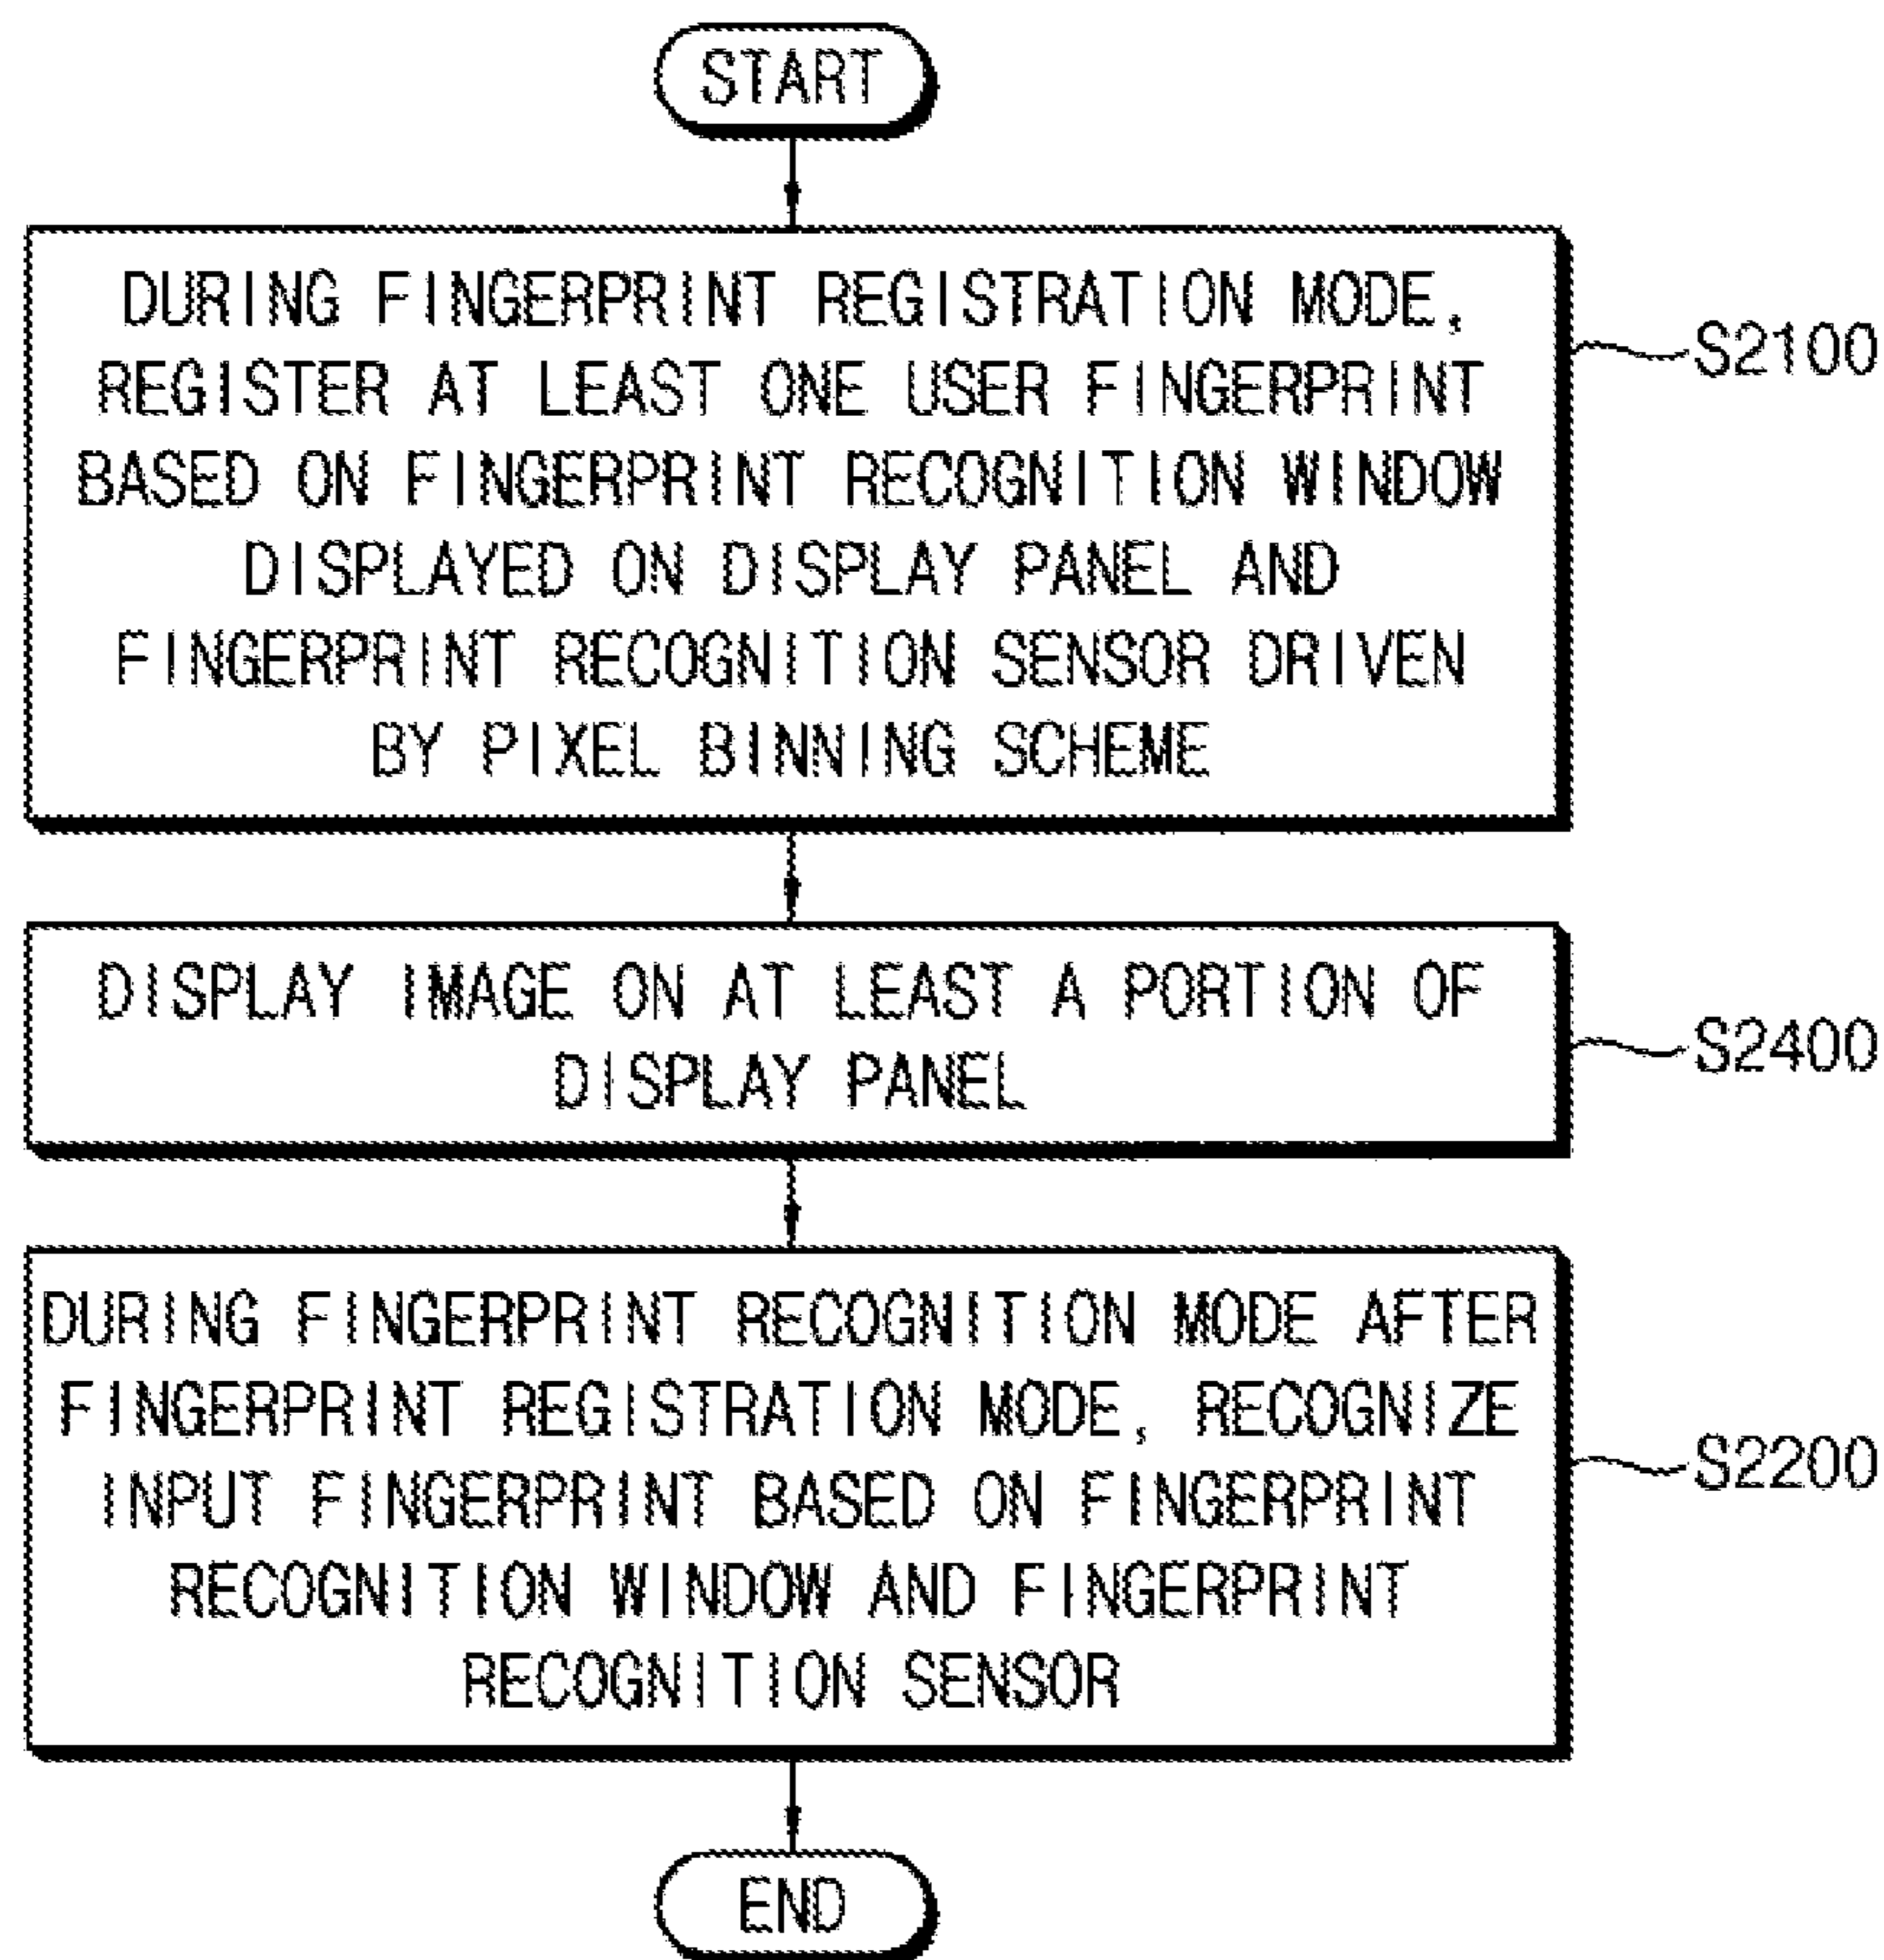 START
DURING FINGERPRINT REGISTRATION MODE,
REGISTER AT LEAST ONE USER FINGERPRINT
BASED ON FINGERPRINT RECOGNITION WINDOW
DISPLAYED ON DISPLAY PANEL AND
FINGERPRINT RECOGNITION SENSOR DRIVEN
BY PIXEL BINNING SCHEME
S2100
DISPLAY IMAGE ON AT LEAST A PORTION OF
DISPLAY PANEL
S2400
DURING FINGERPRINT RECOGNITION MODE AFTER
FINGERPRINT REGISTRATION MODE, RECOGNIZE
INPUT FINGERPRINT BASED ON FINGERPRINT
RECOGNITION WINDOW AND FINGERPRINT
RECOGNITION SENSOR
S2200
END